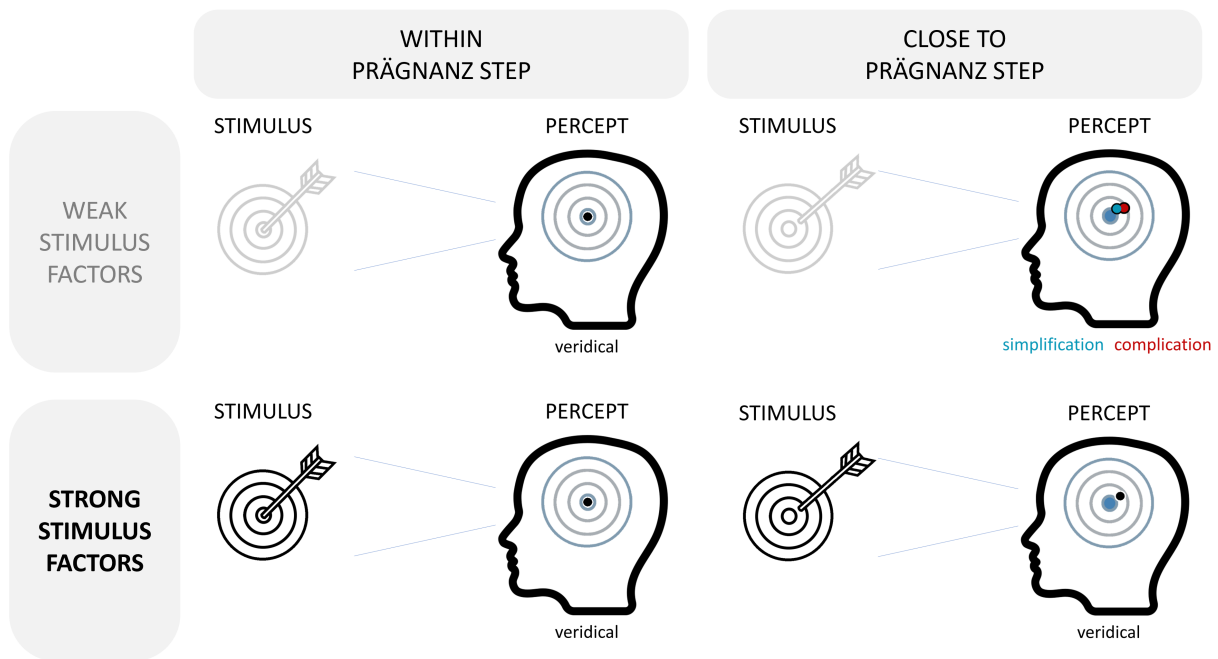 WITHIN
PRÄGNANZ STEP
CLOSE TO
PRÄGNANZ STEP
WEAK
STIMULUS
FACTORS
STIMULUS
PERCEPT
veridical
STIMULUS
PERCEPT
simplification complication
STRONG
STIMULUS
FACTORS
STIMULUS
PERCEPT
veridical
STIMULUS
PERCEPT
veridical